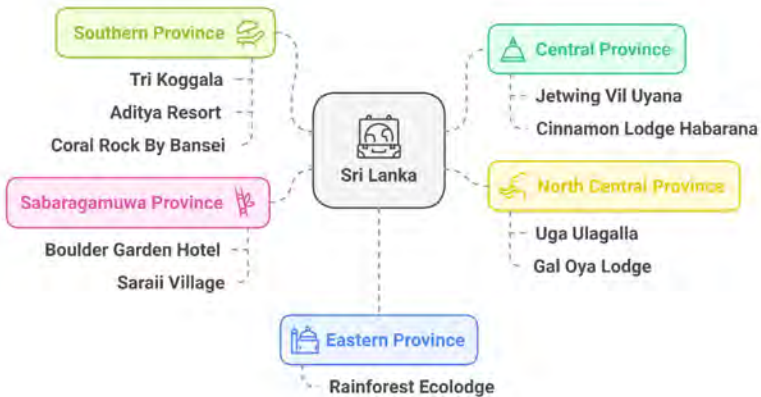 Southern Province
Tri Koggala
Aditya Resort
Coral Rock By Bansei
Sabaragamuwa Province
Boulder Garden Hotel
Saraii Village
Sri Lanka
Central Province
Jetwing Vil Uyana
Cinnamon Lodge Habarana
North Central Province
Uga Ulagalla
Gal Oya Lodge
Eastern Province
Rainforest Ecolodge